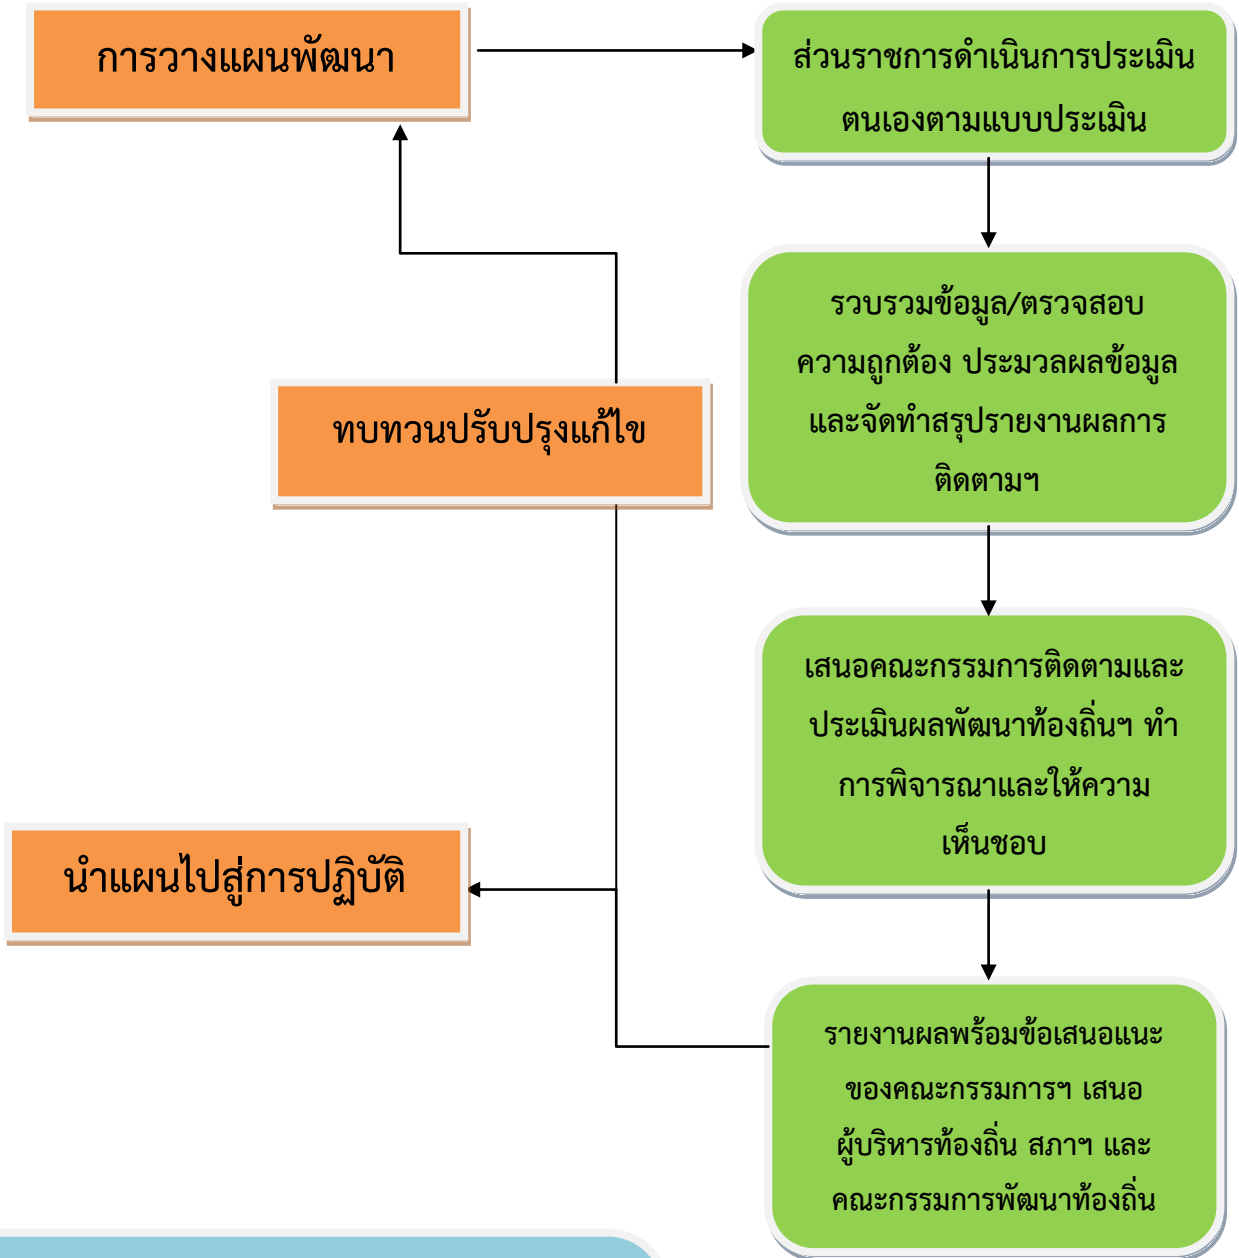 การวางแผนพัฒนา
ส่วนราชการดำเนินการประเมิน
ตนเองตามแบบประเมิน
รวบรวมข้อมูล/ตรวจสอบ
ความถูกต้อง ประมวลผลข้อมูล
และจัดทำสรุปรายงานผลการ
ติดตามฯ
ทบทวนปรับปรุงแก้ไข
เสนอคณะกรรมการติดตามและ
ประเมินผลพัฒนาท้องถิ่นฯ ทำ
การพิจารณาและให้ความ
เห็นชอบ
นำแผนไปสู่การปฏิบัติ
รายงานผลพร้อมข้อเสนอแนะ
ของคณะกรรมการฯ เสนอ
ผู้บริหารท้องถิ่น สภาฯ และ
คณะกรรมการพัฒนาท้องถิ่น